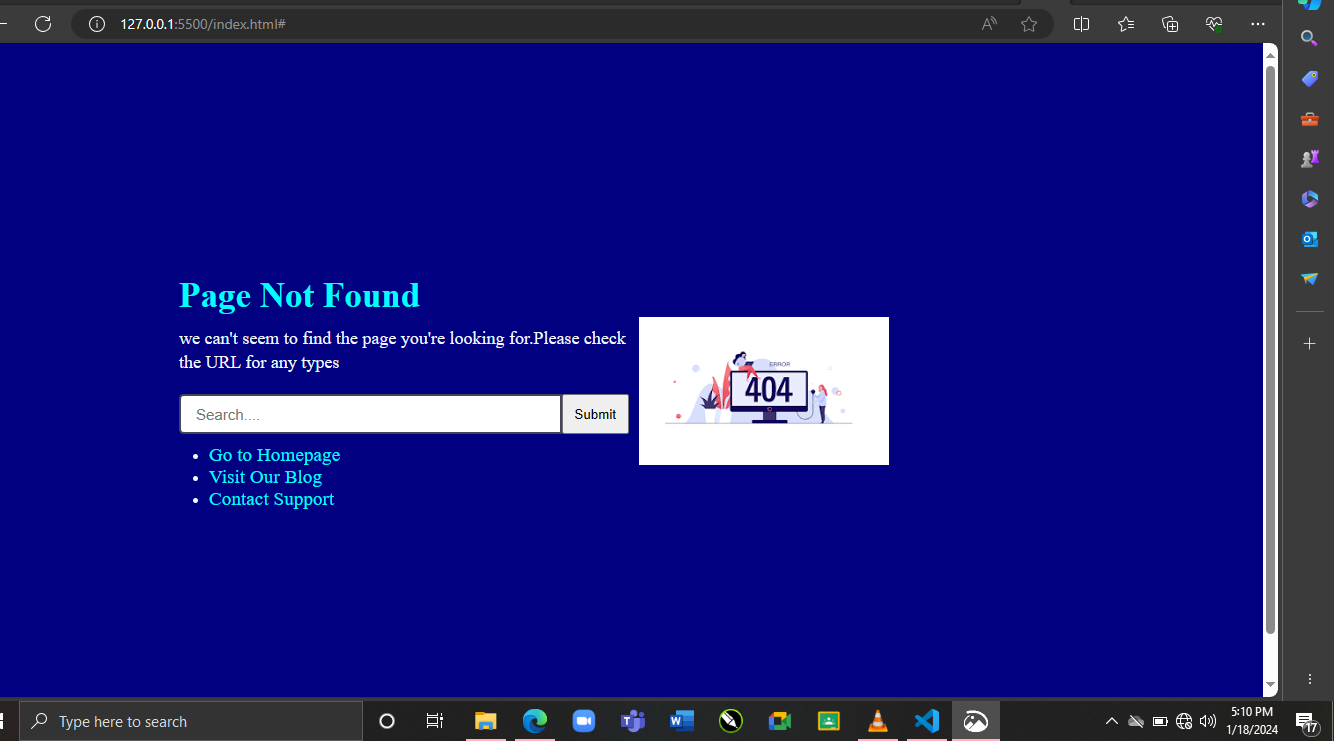 127.0.0.1:5500/index.html#
Page Not Found
we can't seem to find the page you're looking for.Please check
the URL for any types
ERROR
404
Search....
Submit
Go to Homepage
Visit Our Blog
Contact Support
Type here to search
5:10 PM
1/18/2024
17